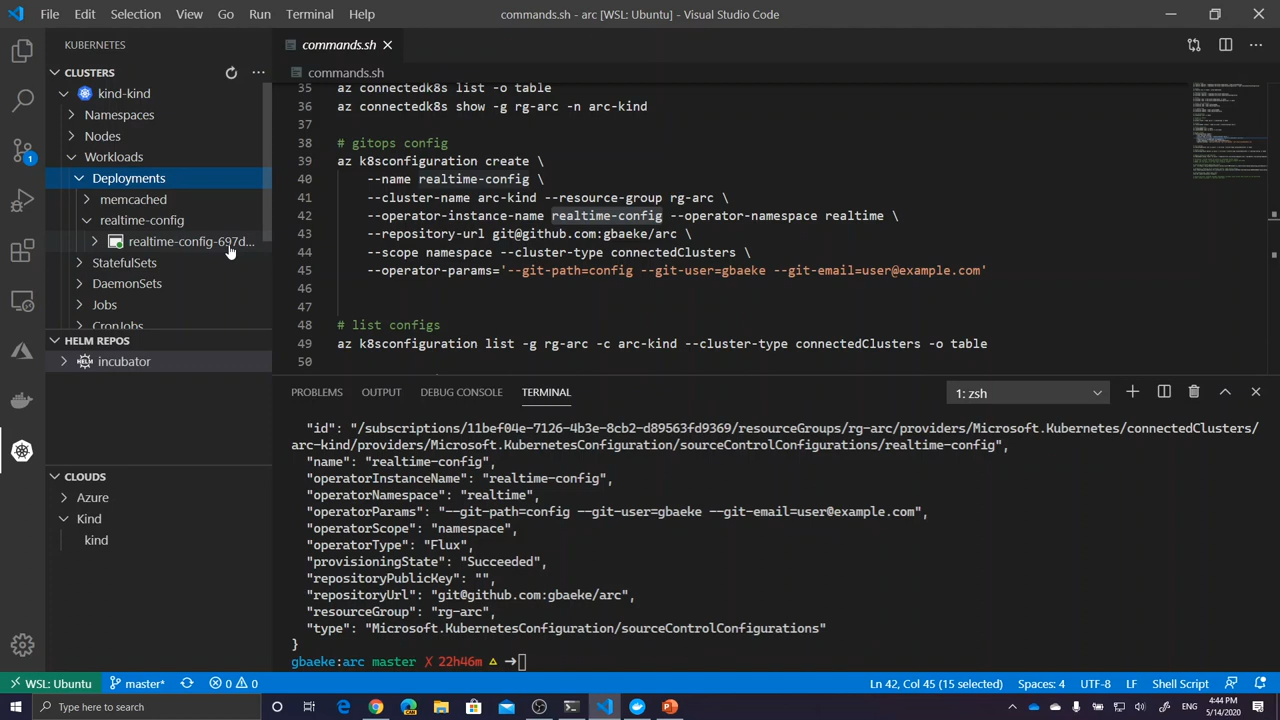 File Edit Selection View Go Run Terminal Help
commands.sh - arc [WSL: Ubuntu] - Visual Studio Code
KUBERNETES
CLUSTERS
kind-kind
Namespaces
Nodes
Workloads
Deployments
memcached
realtime-config
realtime-config-697d...
StatefulSets
DaemonSets
Jobs
CronJobs
HELM REPOS
HELM
incubator
CLOUDS
Azure
Kind
kind
1
commands.sh
commands.sh
35 az connectedk8s list -o table
36 az connectedk8s show -g rg-arc -n arc-kind
37
38 # gitops config
39 az k8sconfiguration create \
40 --name realtime-config \
41 --cluster-name arc-kind --resource-group rg-arc \
42 --operator-instance-name realtime-config --operator-namespace realtime \
43 --repository-url git@github.com:gbaeke/arc \
44 --scope namespace --cluster-type connectedClusters \
45 --operator-params='--git-path=config --git-user=gbaeke --git-email=user@example.com'
46
47
48 # list configs
49 az k8sconfiguration list -g rg-arc -c arc-kind --cluster-type connectedClusters -o table
50
PROBLEMS OUTPUT DEBUG CONSOLE TERMINAL
1: zsh
"id": "/subscriptions/11bef04e-7126-4b3e-8cb2-d89563fd9369/resourceGroups/rg-arc/providers/Microsoft.Kubernetes/connectedClusters/
arc-kind/providers/Microsoft.KubernetesConfiguration/sourceControlConfigurations/realtime-config",
"name": "realtime-config",
"operatorInstanceName": "realtime-config",
"operatorNamespace": "realtime",
"operatorParams": "--git-path=config --git-user=gbaeke --git-email=user@example.com",
"operatorScope": "namespace",
"operatorType": "Flux",
"provisioningState": "Succeeded",
"repositoryPublicKey": "",
"repositoryUrl": "git@github.com:gbaeke/arc",
"resourceGroup": "rg-arc",
"type": "Microsoft.KubernetesConfiguration/sourceControlConfigurations"
}
gbaeke:arc master ✗ 22h46m △ ➜
WSL: Ubuntu master* 0 0
Ln 42, Col 45 (15 selected) Spaces: 4 UTF-8 LF Shell Script
Type here to search
ENG
4:44 PM
5/14/2020